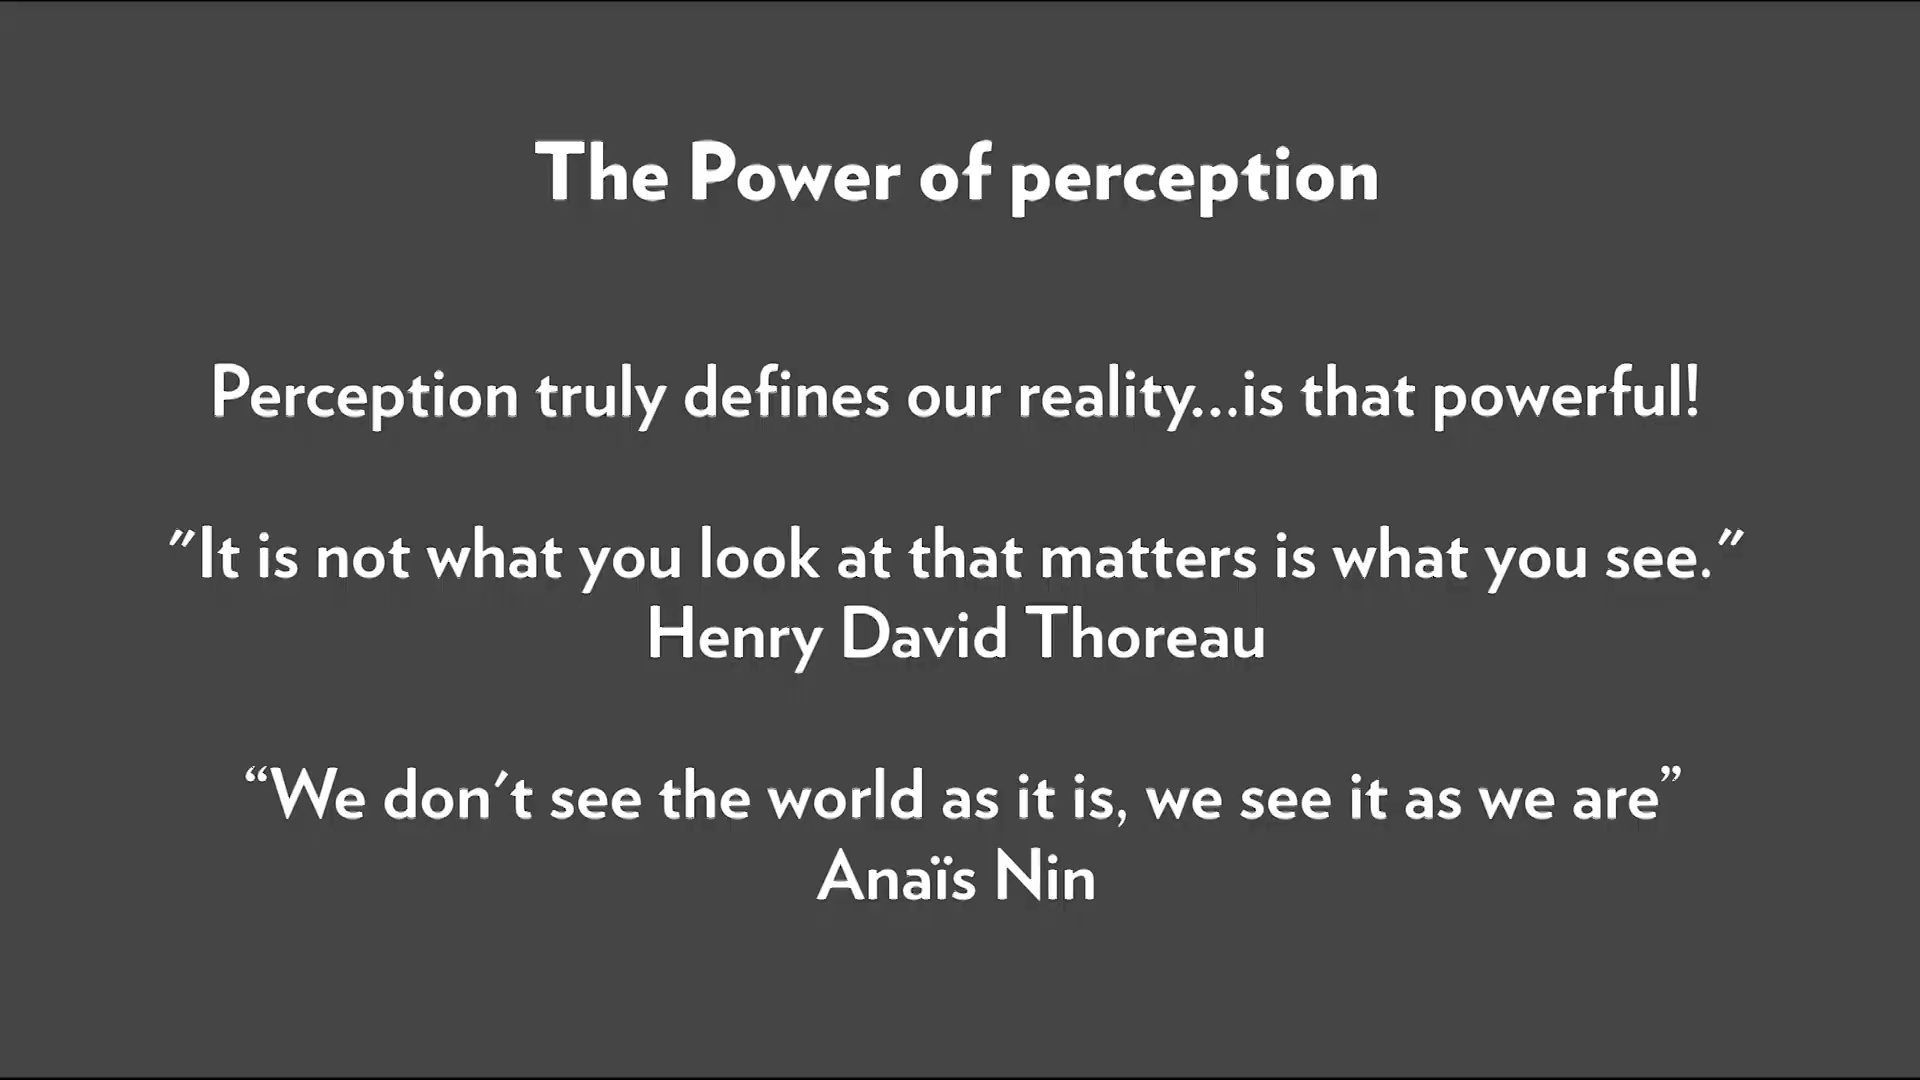 The Power of perception
Perception truly defines our reality...is that powerful!
"It is not what you look at that matters is what you see."
Henry David Thoreau
“We don't see the world as it is, we see it as we are”
Anaïs Nin